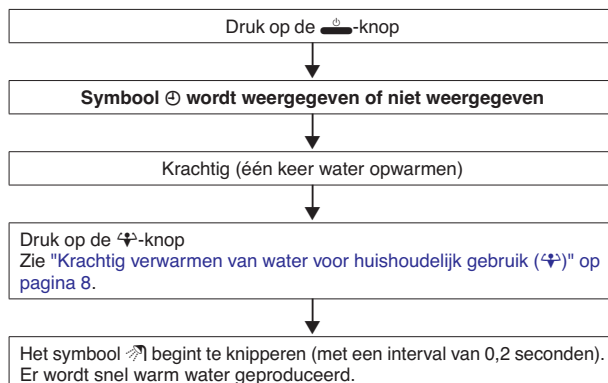 Druk op de -knop
Symbool wordt weergegeven of niet weergegeven
Krachtig (één keer water opwarmen)
Druk op de -knop
Zie "Krachtig verwarmen van water voor huishoudelijk gebruik ()" op
pagina 8.
Het symbool begint te knipperen (met een interval van 0,2 seconden).
Er wordt snel warm water geproduceerd.